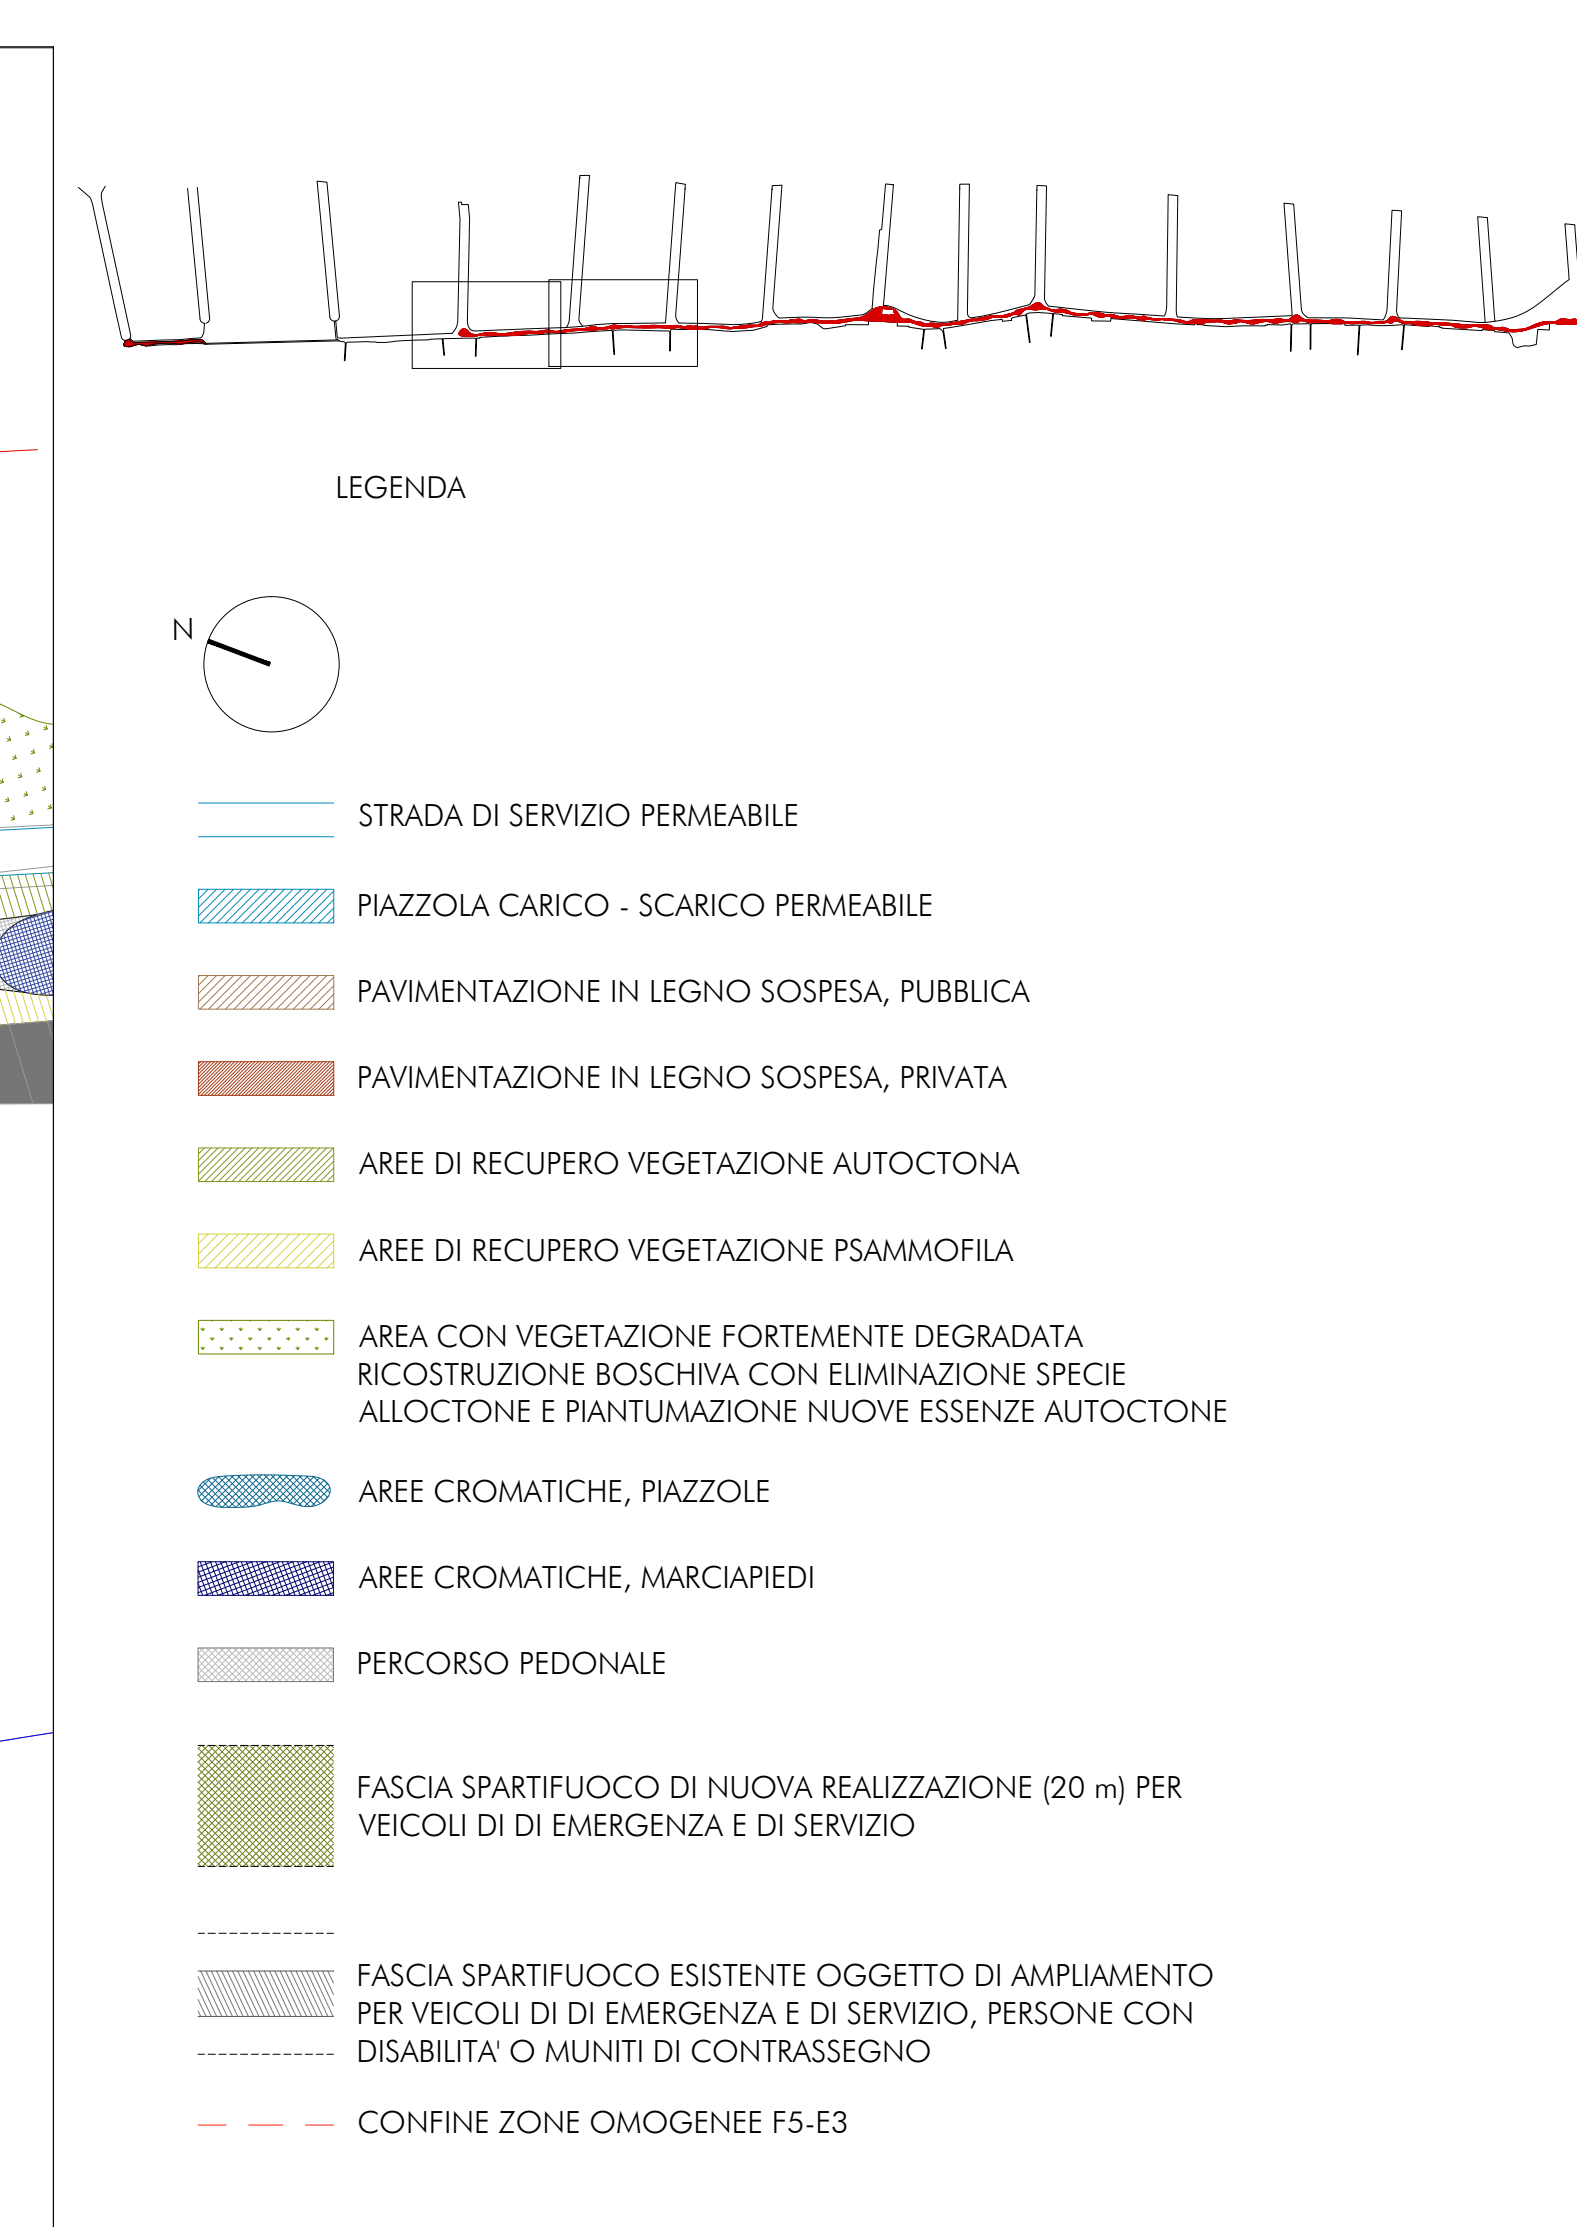 LEGENDA
N
STRADA DI SERVIZIO PERMEABILE
PIAZZOLA CARICO - SCARICO PERMEABILE
PAVIMENTAZIONE IN LEGNO SOSPESA, PUBBLICA
PAVIMENTAZIONE IN LEGNO SOSPESA, PRIVATA
AREE DI RECUPERO VEGETAZIONE AUTOCTONA
AREE DI RECUPERO VEGETAZIONE PSAMMOFILA
AREA CON VEGETAZIONE FORTEMENTE DEGRADATA
RICOSTRUZIONE BOSCHIVA CON ELIMINAZIONE SPECIE
ALLOCTONE E PIANTUMAZIONE NUOVE ESSENZE AUTOCTONE
AREE CROMATICHE, PIAZZOLE
AREE CROMATICHE, MARCIAPIEDI
PERCORSO PEDONALE
FASCIA SPARTIFUOCO DI NUOVA REALIZZAZIONE (20 m) PER
VEICOLI DI DI EMERGENZA E DI SERVIZIO
FASCIA SPARTIFUOCO ESISTENTE OGGETTO DI AMPLIAMENTO
PER VEICOLI DI DI EMERGENZA E DI SERVIZIO, PERSONE CON
DISABILITA' O MUNITI DI CONTRASSEGNO
CONFINE ZONE OMOGENEE F5-E3